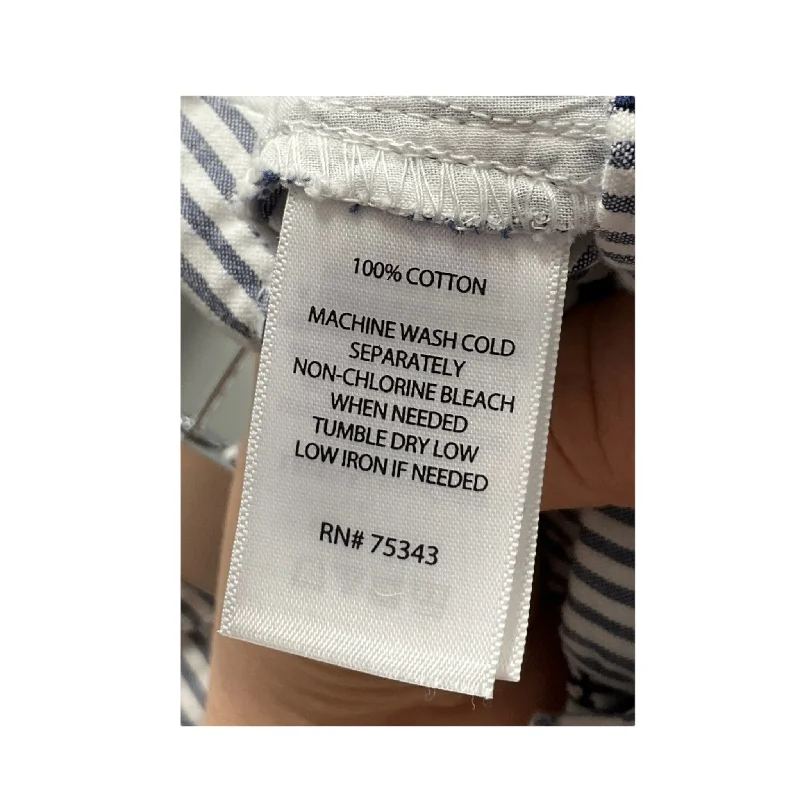 100% COTTON
MACHINE WASH COLD
SEPARATELY
NON-CHLORINE BLEACH
WHEN NEEDED
TUMBLE DRY LOW
LOW IRON IF NEEDED
RN# 75343